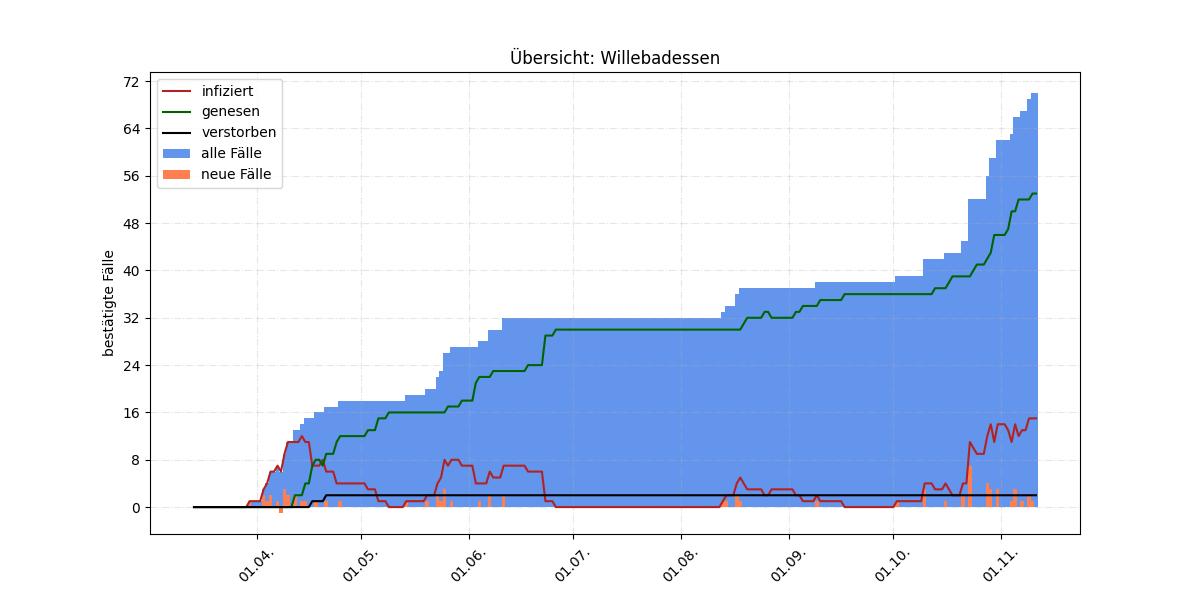 Übersicht: Willebadessen
infiziert
genesen
verstorben
alle Fälle
neue Fälle
bestätigte Fälle
72
64
56
48
40
32
24
16
8
0
01.04.
01.05.
01.06.
01.07.
01.08.
01.09.
01.10.
01.11.